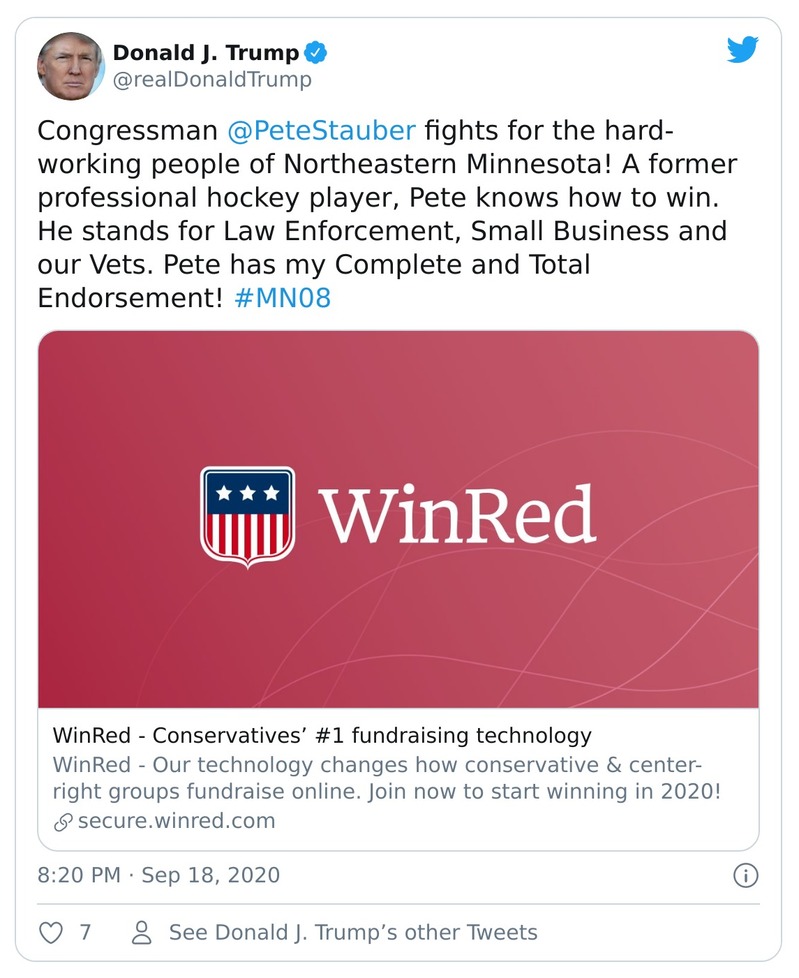 Donald J. Trump
@realDonaldTrump
Congressman @PeteStauber fights for the hard-
working people of Northeastern Minnesota! A former
professional hockey player, Pete knows how to win.
He stands for Law Enforcement, Small Business and
our Vets. Pete has my Complete and Total
Endorsement! #MN08
WinRed
WinRed - Conservatives’ #1 fundraising technology
WinRed - Our technology changes how conservative & center-
right groups fundraise online. Join now to start winning in 2020!
secure.winred.com
8:20 PM · Sep 18, 2020
7 See Donald J. Trump’s other Tweets